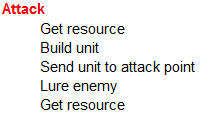 Attack
Get resource
Build unit
Send unit to attack point
Lure enemy
Get resource